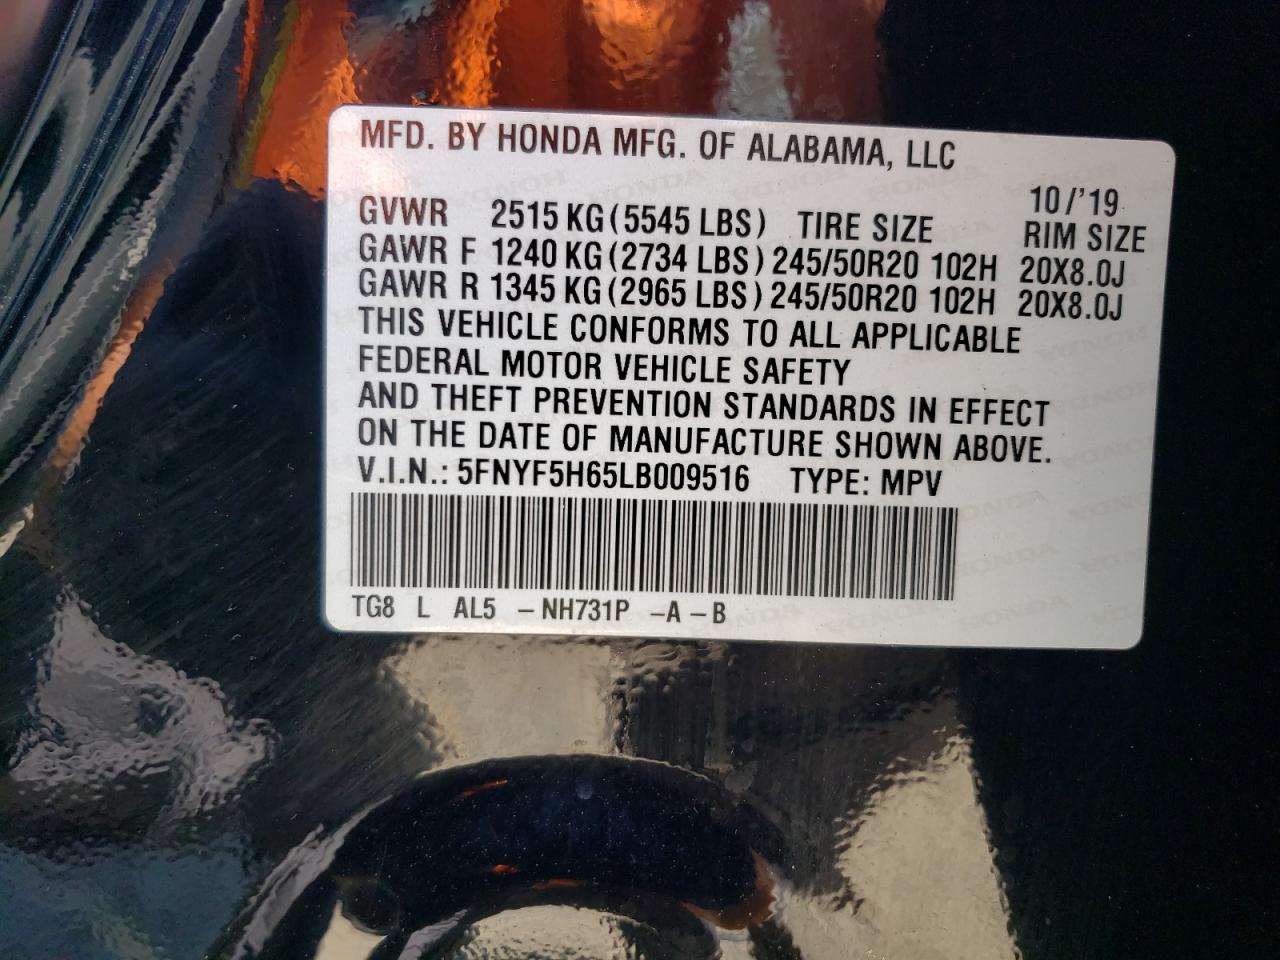 MFD. BY HONDA MFG. OF ALABAMA, LLC
10/'19
GVWR 2515 KG (5545 LBS) TIRE SIZE RIM SIZE
GAWR F 1240 KG (2734 LBS) 245/50R20 102H 20X8.0J
GAWR R 1345 KG (2965 LBS) 245/50R20 102H 20X8.0J
THIS VEHICLE CONFORMS TO ALL APPLICABLE
FEDERAL MOTOR VEHICLE SAFETY
AND THEFT PREVENTION STANDARDS IN EFFECT
ON THE DATE OF MANUFACTURE SHOWN ABOVE.
V.I.N.: 5FNYF5H65LB009516 TYPE: MPV
TG8 L AL5 -NH731P -A -B